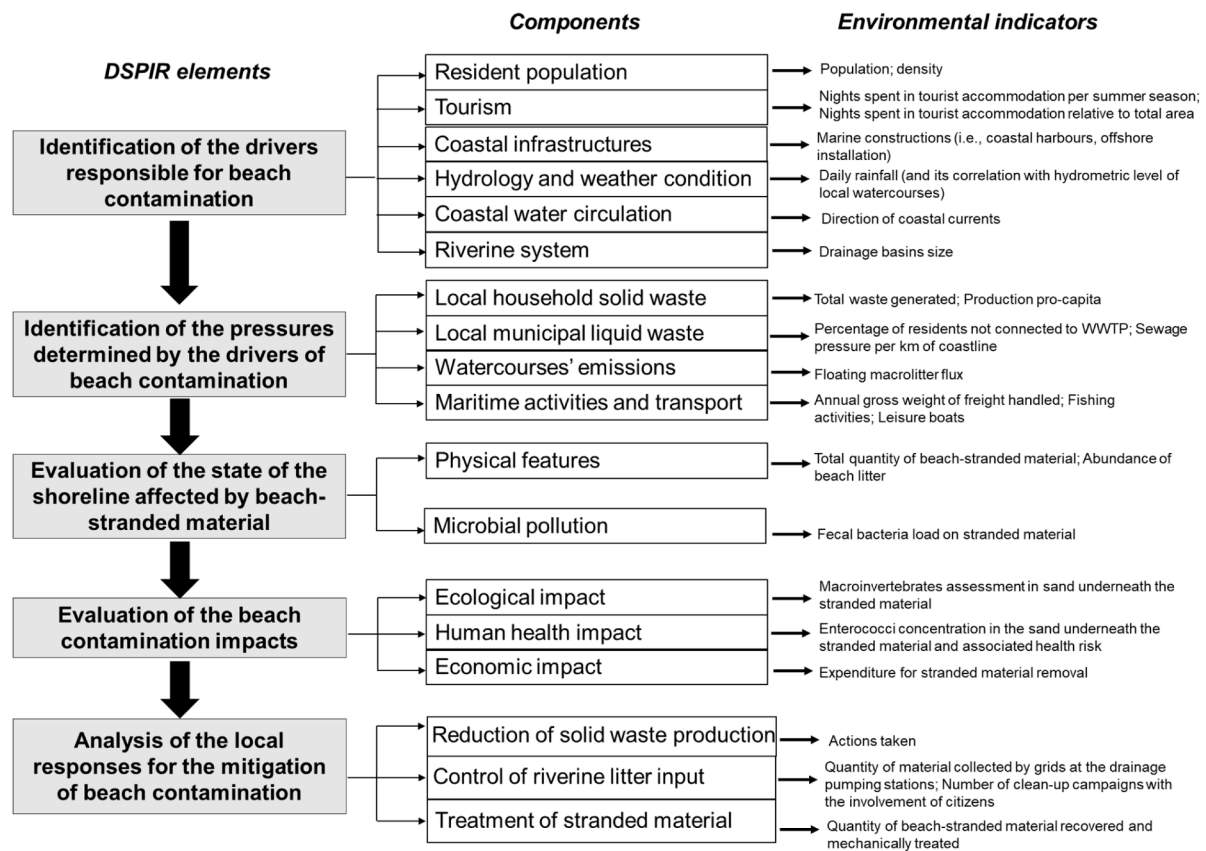 Components
Environmental indicators
DSPIR elements
Identification of the drivers
responsible for beach
contamination
Resident population
Population; density
Tourism
Nights spent in tourist accommodation per summer season;
Nights spent in tourist accommodation relative to total area
Coastal infrastructures
Marine constructions (i.e., coastal harbours, offshore
installation)
Hydrology and weather condition
Daily rainfall (and its correlation with hydrometric level of
local watercourses)
Coastal water circulation
Direction of coastal currents
Riverine system
Drainage basins size
Identification of the pressures
determined by the drivers of
beach contamination
Local household solid waste
Total waste generated; Production pro-capita
Local municipal liquid waste
Percentage of residents not connected to WWTP; Sewage
pressure per km of coastline
Watercourses' emissions
Floating macrolitter flux
Maritime activities and transport
Annual gross weight of freight handled; Fishing
activities; Leisure boats
Evaluation of the state of the
shoreline affected by beach-
stranded material
Physical features
Total quantity of beach-stranded material; Abundance of
beach litter
Microbial pollution
Fecal bacteria load on stranded material
Evaluation of the beach
contamination impacts
Ecological impact
Macroinvertebrates assessment in sand underneath the
stranded material
Human health impact
Enterococci concentration in the sand underneath the
stranded material and associated health risk
Economic impact
Expenditure for stranded material removal
Analysis of the local
responses for the mitigation
of beach contamination
Reduction of solid waste production
Actions taken
Control of riverine litter input
Quantity of material collected by grids at the drainage
pumping stations; Number of clean-up campaigns with
the involvement of citizens
Treatment of stranded material
Quantity of beach-stranded material recovered and
mechanically treated